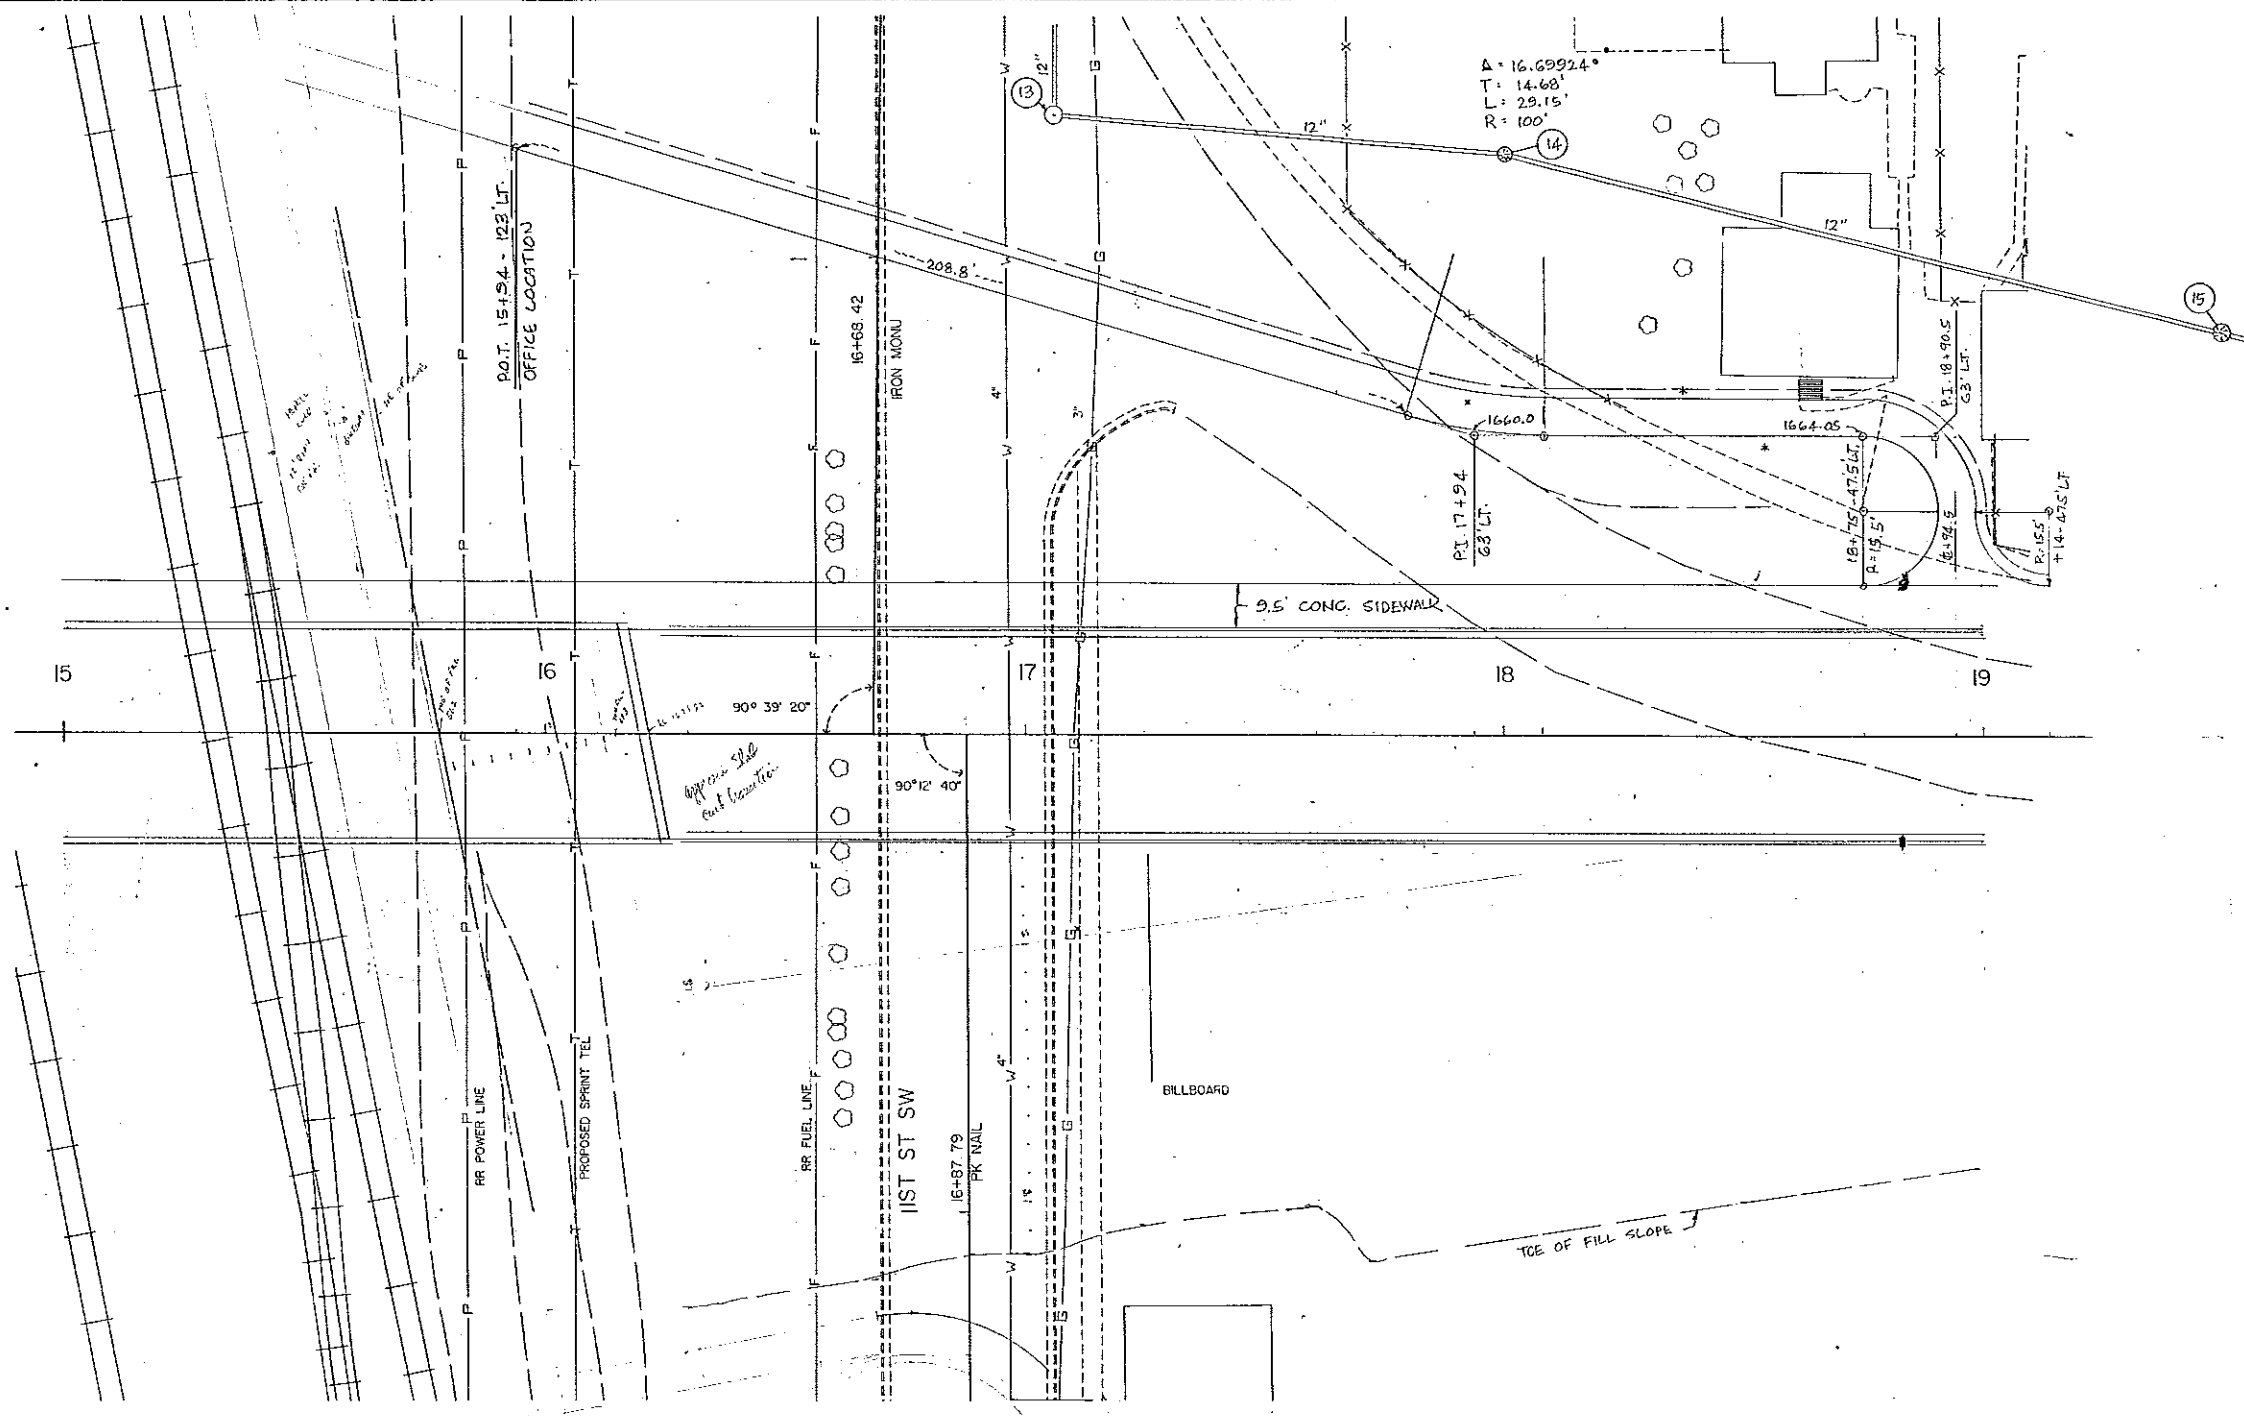 Δ = 16.69924°
T = 14.68'
L = 29.15'
R = 100'
13
12"
12"
14
12"
15
P.O.T. 15+94 - 123' LT.
OFFICE LOCATION
208.8'
16+68.42
IRON MONU
4"
3"
1660.0
1664.05
P.I. 18+90.5
63' LT.
P.I. 17+94
63' LT.
18+75 - 47.5' LT.
R=15.5'
18+94.5
R=15.5'
+14 - 47.5' LT
9.5' CONC. SIDEWALK
15
16
17
18
19
90° 39' 20"
90° 12' 40"
RR POWER LINE
PROPOSED SPRINT TEL
RR FUEL LINE
11ST ST SW
16+87.79
PK NAIL
4"
BILLBOARD
TOE OF FILL SLOPE
P
T
F
W
G